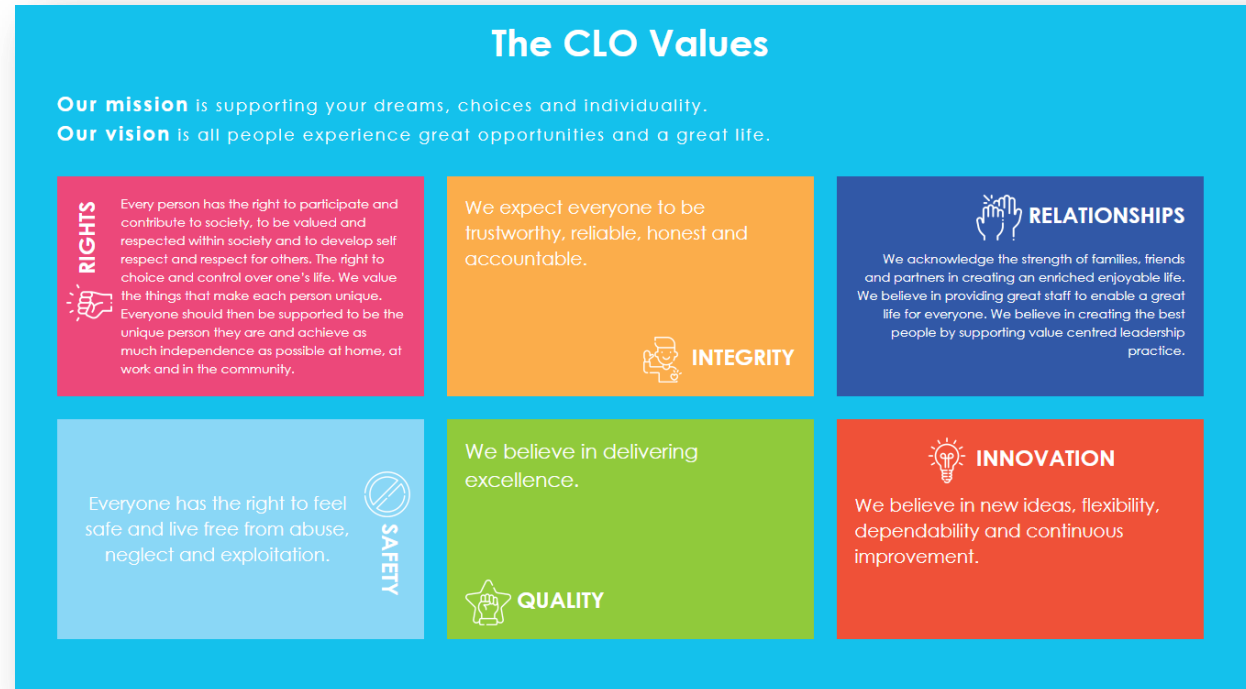 The CLO Values
Our mission is supporting your dreams, choices and individuality.
Our vision is all people experience great opportunities and a great life.
RIGHTS
Every person has the right to participate and
contribute to society, to be valued and
respected within society and to develop self
respect and respect for others. The right to
choice and control over one's life. We value
the things that make each person unique.
Everyone should then be supported to be the
unique person they are and achieve as
much independence as possible at home, at
work and in the community.
We expect everyone to be
trustworthy, reliable, honest and
accountable.
INTEGRITY
RELATIONSHIPS
We acknowledge the strength of families, friends
and partners in creating an enriched enjoyable life.
We believe in providing great staff to enable a great
life for everyone. We believe in creating the best
people by supporting value centred leadership
practice.
Everyone has the right to feel
safe and live free from abuse,
neglect and exploitation.
SAFETY
We believe in delivering
excellence.
QUALITY
INNOVATION
We believe in new ideas, flexibility,
dependability and continuous
improvement.